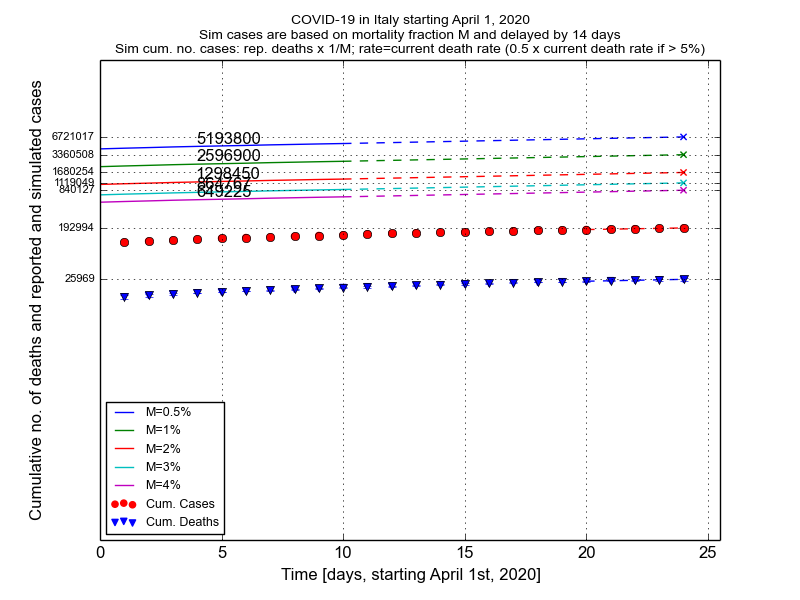 COVID-19 in Italy starting April 1, 2020
Sim cases are based on mortality fraction M and delayed by 14 days
Sim cum. no. cases: rep. deaths x 1/M; rate=current death rate (0.5 x current death rate if > 5%)
Cumulative no. of deaths and reported and simulated cases
6721017
3360508
1680254
1119049
840127
192994
25969
5193800
2596900
1298450
864767
649225
M=0.5%
M=1%
M=2%
M=3%
M=4%
Cum. Cases
Cum. Deaths
0 5 10 15 20 25
Time [days, starting April 1st, 2020]